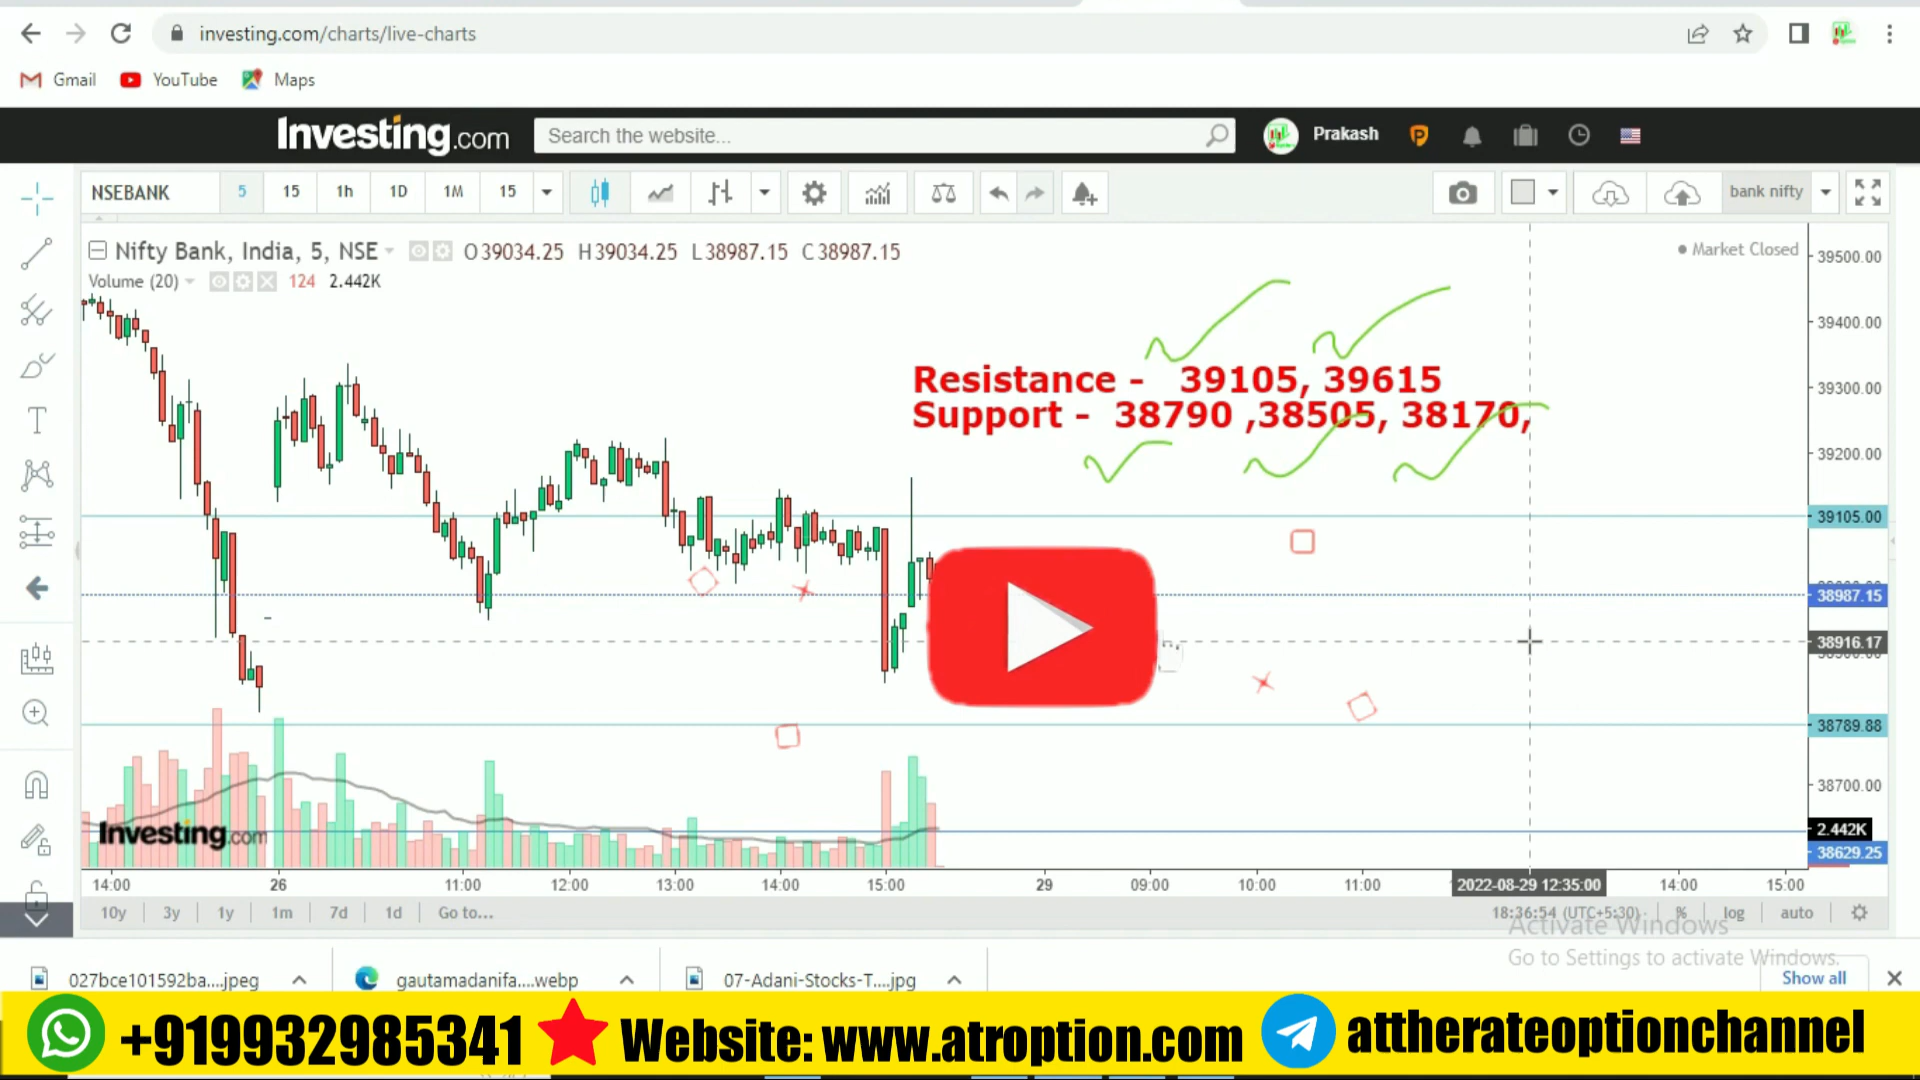 investing.com/charts/live-charts
Gmail YouTube Maps
Investing.com Search the website... Prakash
NSEBANK 5 15 1h 1D 1M 15 bank nifty
Nifty Bank, India, 5, NSE O39034.25 H39034.25 L38987.15 C38987.15
Market Closed
Volume (20) 124 2.442K
39500.00
39400.00
Resistance - 39105, 39615
39300.00
Support - 38790 ,38505, 38170,
39200.00
39105.00
38987.15
38916.17
38789.88
38700.00
2.442K
Investing.com
38629.25
14:00 26 11:00 12:00 13:00 14:00 15:00 29 09:00 10:00 11:00 2022-08-29 12:35:00 14:00 15:00
10y 3y 1y 1m 7d 1d Go to... 18:36:54 (UTC+5:30) % log auto
Activate Windows
Go to Settings to activate Windows.
027bce101592ba....jpeg gautamadanifa....webp 07-Adani-Stocks-T....jpg Show all
+919932985341 Website: www.atroption.com attherateoptionchannel